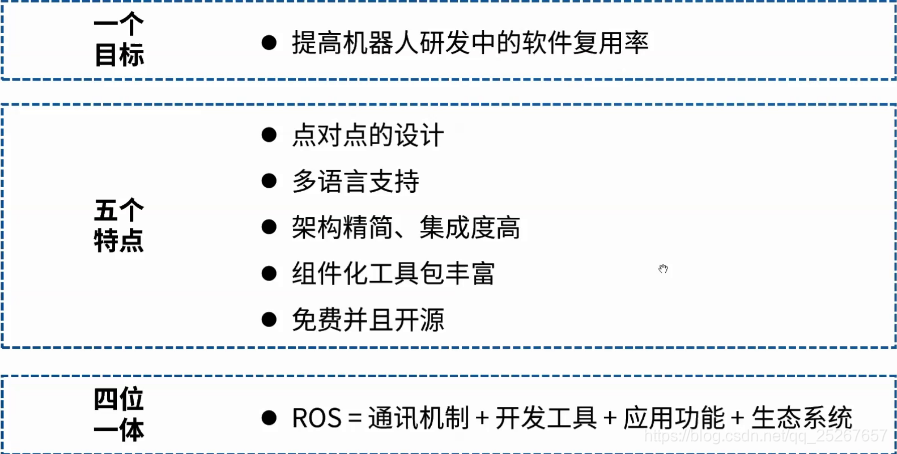 一个
目标
● 提高机器人研发中的软件复用率
五个
特点
● 点对点的设计
● 多语言支持
● 架构精简、集成度高
● 组件化工具包丰富
● 免费并且开源
四位
一体
● ROS = 通讯机制 + 开发工具 + 应用功能 + 生态系统
https://blog.csdn.net/qq_25267657